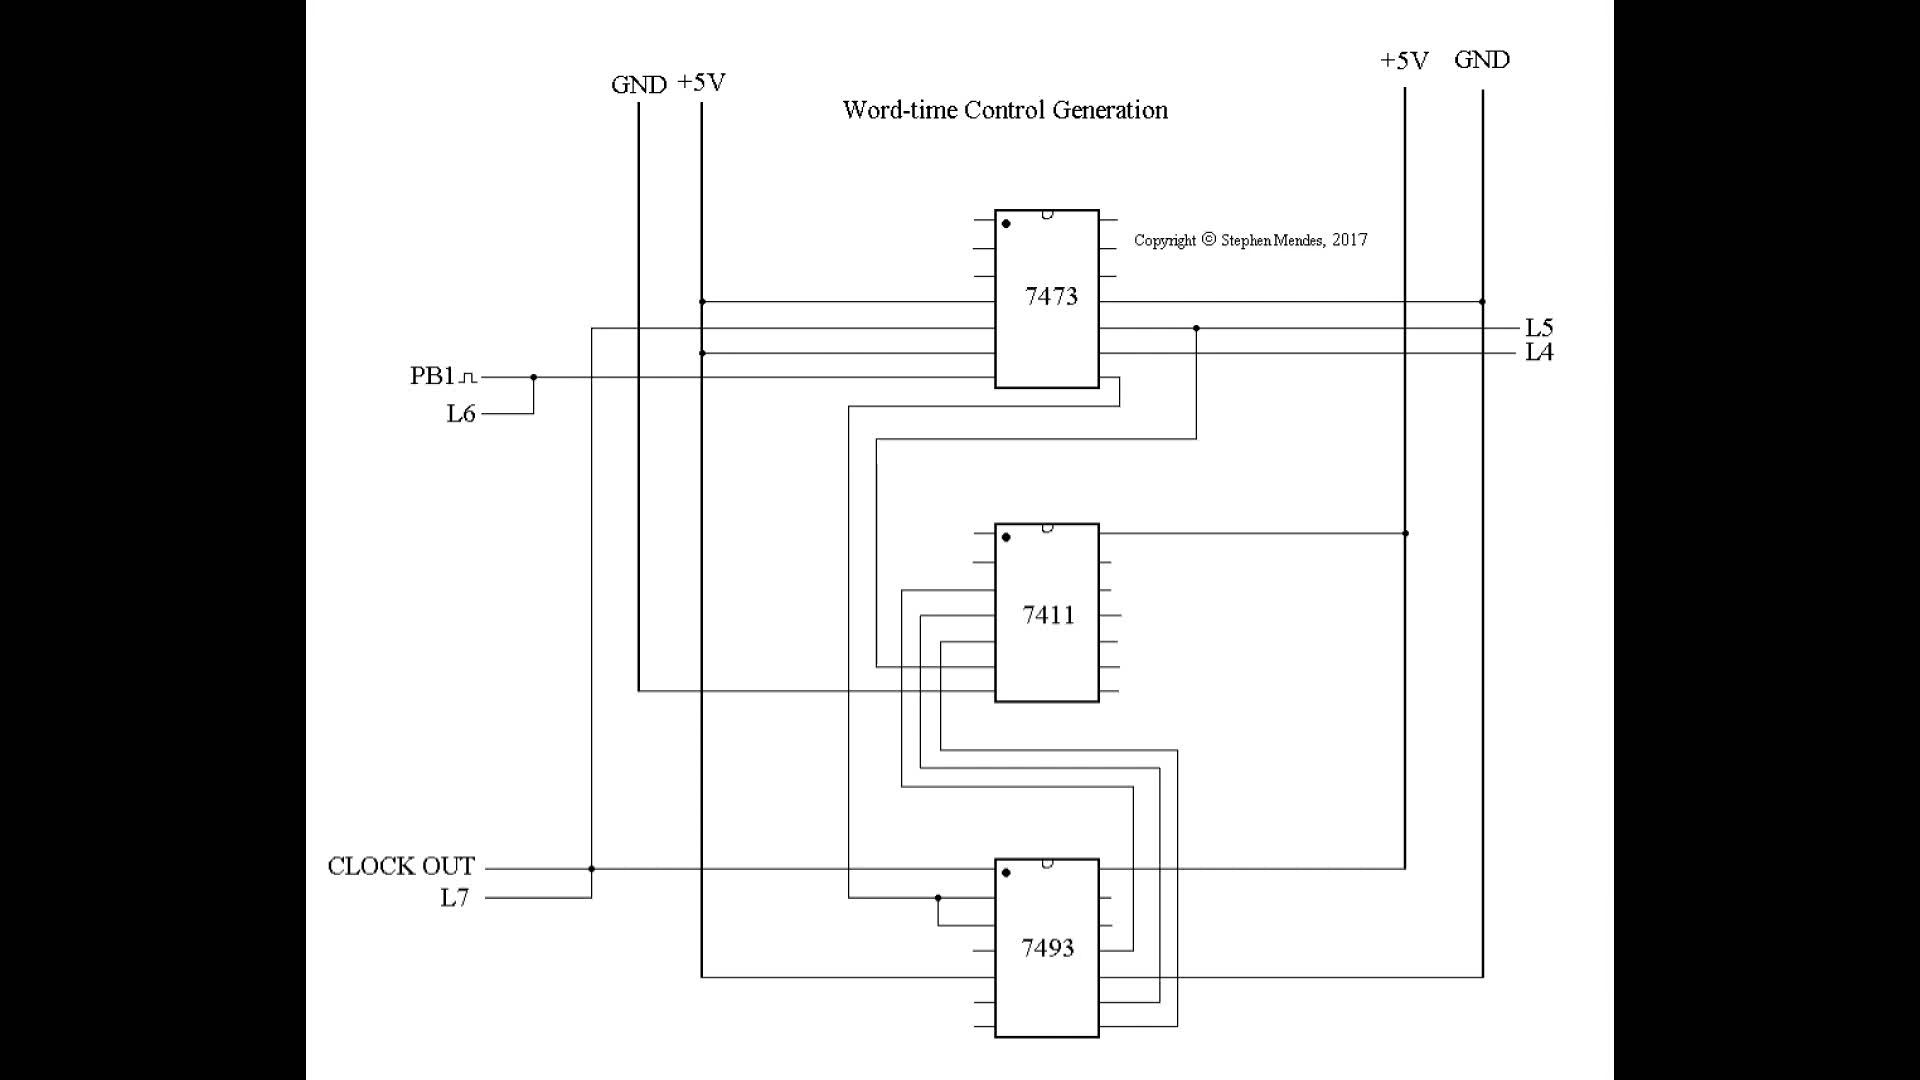 +5V GND
GND +5V
Word-time Control Generation
Copyright © Stephen Mendes, 2017
7473
L5
L4
PB1
L6
7411
CLOCK OUT
L7
7493